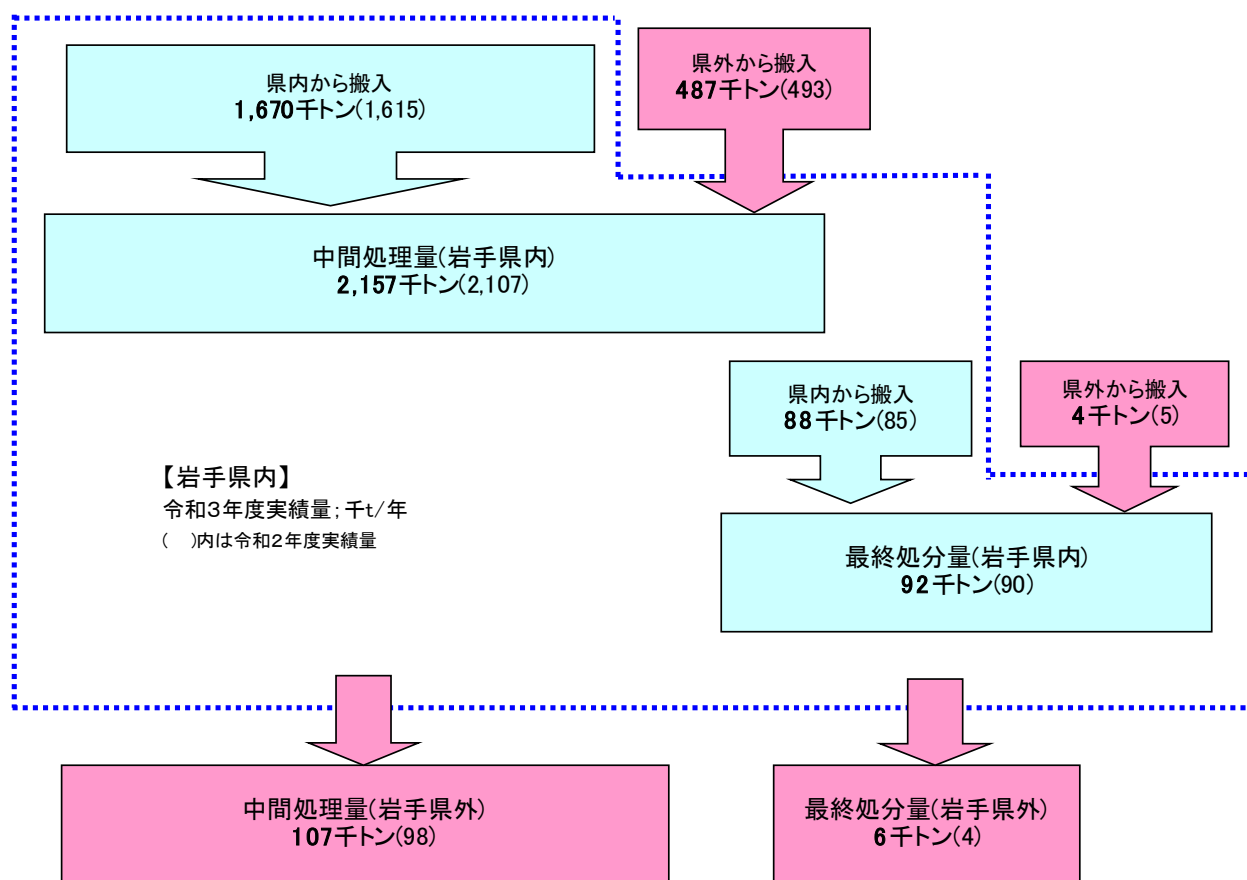 県内から搬入
1,670千トン(1,615)
県外から搬入
487千トン(493)
中間処理量(岩手県内)
2,157千トン(2,107)
県内から搬入
88千トン(85)
県外から搬入
4千トン(5)
【岩手県内】
令和3年度実績量;千t/年
(　)内は令和2年度実績量
最終処分量(岩手県内)
92千トン(90)
中間処理量(岩手県外)
107千トン(98)
最終処分量(岩手県外)
6千トン(4)